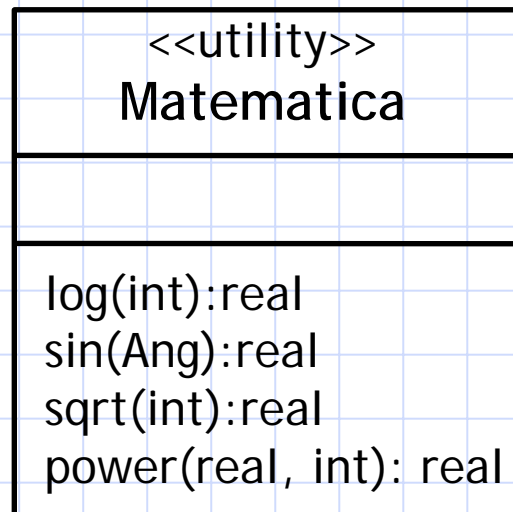 <<utility>>
Matematica
log(int):real
sin(Ang):real
sqrt(int):real
power(real, int): real